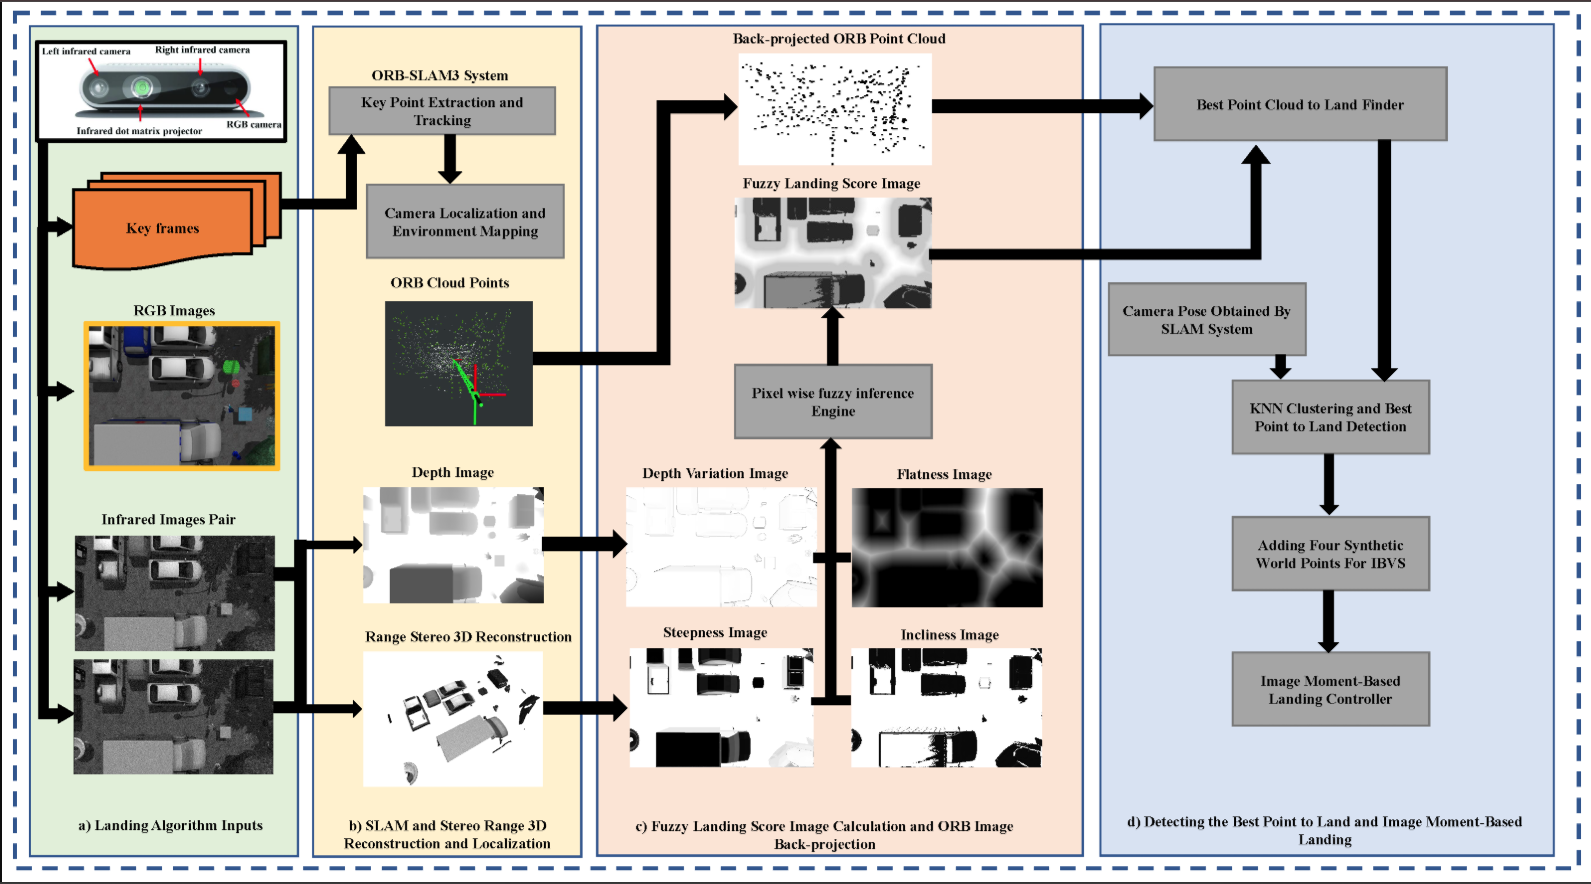 Left infrared camera
Right infrared camera
Infrared dot matrix projector
RGB camera
Key frames
RGB Images
Infrared Images Pair
a) Landing Algorithm Inputs
ORB-SLAM3 System
Key Point Extraction and
Tracking
Camera Localization and
Environment Mapping
ORB Cloud Points
Depth Image
Range Stereo 3D Reconstruction
b) SLAM and Stereo Range 3D
Reconstruction and Localization
Back-projected ORB Point Cloud
Fuzzy Landing Score Image
Pixel wise fuzzy inference
Engine
Depth Variation Image
Flatness Image
Steepness Image
Incliness Image
c) Fuzzy Landing Score Image Calculation and ORB Image
Back-projection
Best Point Cloud to Land Finder
Camera Pose Obtained By
SLAM System
KNN Clustering and Best
Point to Land Detection
Adding Four Synthetic
World Points For IBVS
Image Moment-Based
Landing Controller
d) Detecting the Best Point to Land and Image Moment-Based
Landing